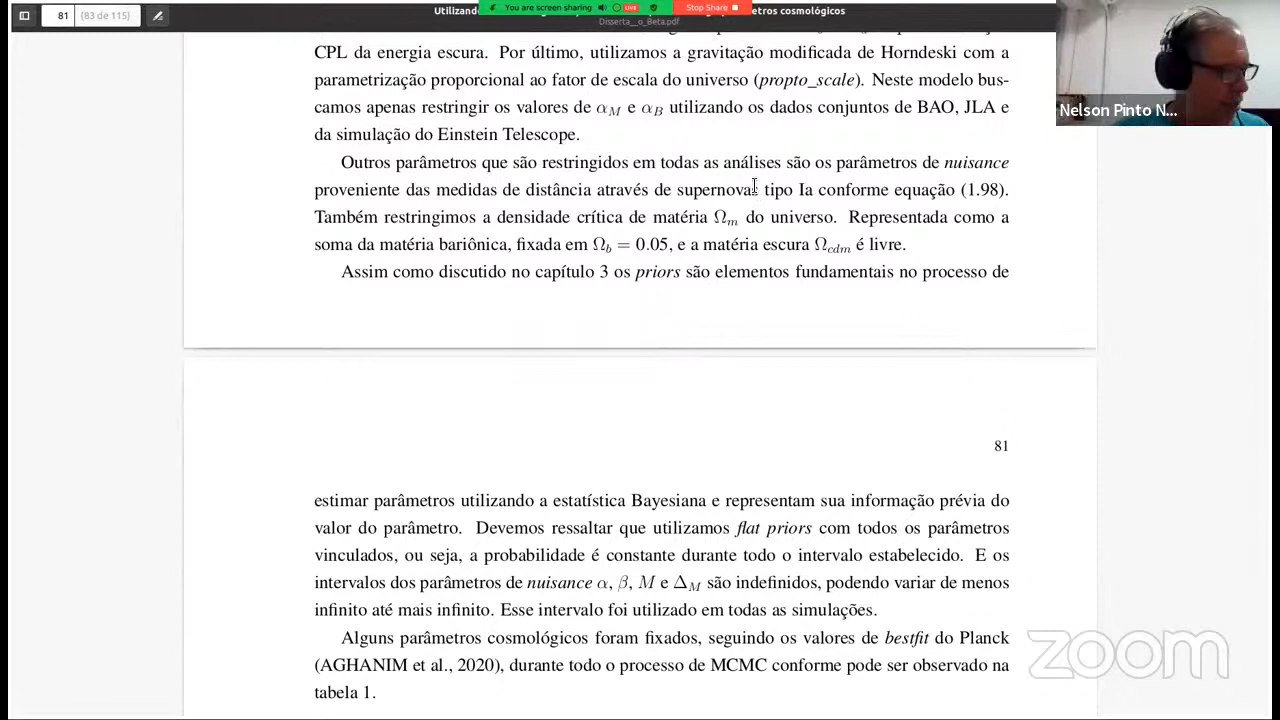 81 (83 de 115)
Utilizando
You are screen sharing LIVE
Stop Share
metros cosmológicos
Disserta__o_Beta.pdf
Nelson Pinto N...
CPL da energia escura. Por último, utilizamos a gravitação modificada de Horndeski com a
parametrização proporcional ao fator de escala do universo (propto_scale). Neste modelo bus-
camos apenas restringir os valores de αM e αB utilizando os dados conjuntos de BAO, JLA e
da simulação do Einstein Telescope.
Outros parâmetros que são restringidos em todas as análises são os parâmetros de nuisance
proveniente das medidas de distância através de supernovas tipo Ia conforme equação (1.98).
Também restringimos a densidade crítica de matéria Ωm do universo. Representada como a
soma da matéria bariônica, fixada em Ωb = 0.05, e a matéria escura Ωcdm é livre.
Assim como discutido no capítulo 3 os priors são elementos fundamentais no processo de
81
estimar parâmetros utilizando a estatística Bayesiana e representam sua informação prévia do
valor do parâmetro. Devemos ressaltar que utilizamos flat priors com todos os parâmetros
vinculados, ou seja, a probabilidade é constante durante todo o intervalo estabelecido. E os
intervalos dos parâmetros de nuisance α, β, M e ΔM são indefinidos, podendo variar de menos
infinito até mais infinito. Esse intervalo foi utilizado em todas as simulações.
Alguns parâmetros cosmológicos foram fixados, seguindo os valores de bestfit do Planck
(AGHANIM et al., 2020), durante todo o processo de MCMC conforme pode ser observado na
tabela 1.
zoom